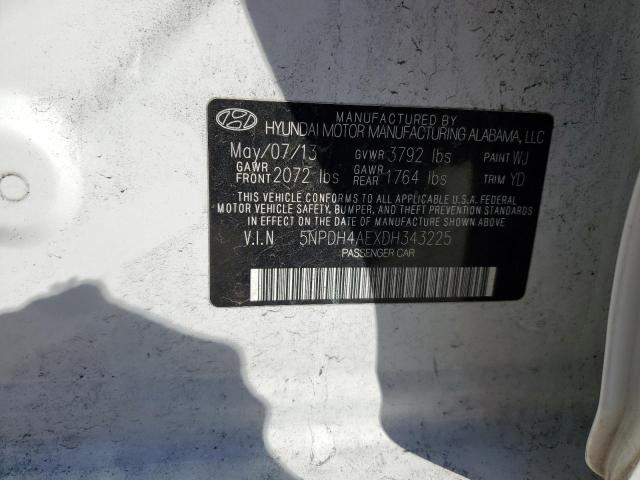 MANUFACTURED BY
HYUNDAI MOTOR MANUFACTURING ALABAMA, LLC
May/07/13 GVWR 3792 lbs PAINT WJ
GAWR FRONT 2072 lbs GAWR REAR 1764 lbs TRIM YD
THIS VEHICLE CONFORMS TO ALL APPLICABLE U.S.A. FEDERAL
MOTOR VEHICLE SAFETY, BUMPER, AND THEFT PREVENTION STANDARDS
IN EFFECT ON THE DATE OF MANUFACTURE SHOWN ABOVE.
V.I.N 5NPDH4AEXDH343225
PASSENGER CAR